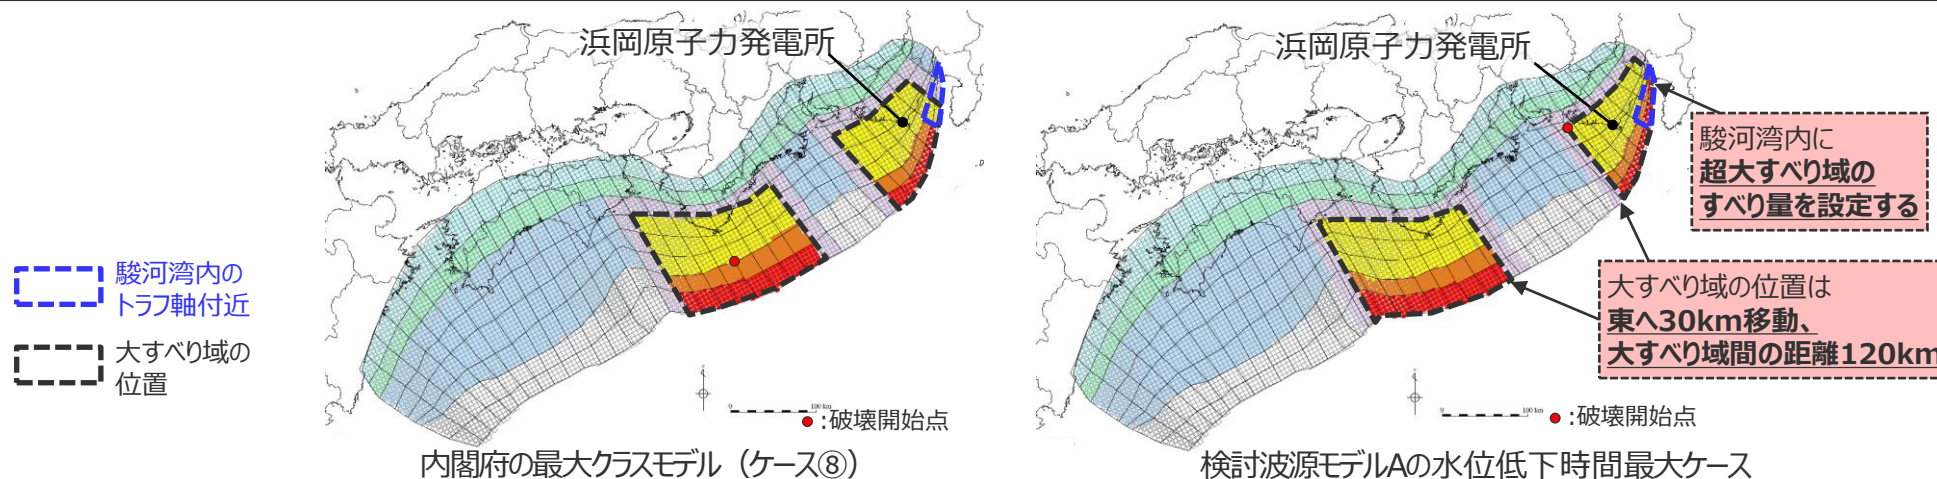 浜岡原子力発電所
浜岡原子力発電所
駿河湾内に
超大すべり域の
すべり量を設定する
駿河湾内の
トラフ軸付近
大すべり域の
位置
大すべり域の位置は
東へ30km移動、
大すべり域間の距離120km
0 100 km
:破壊開始点
0 100 km
:破壊開始点
内閣府の最大クラスモデル（ケース⑧）
検討波源モデルAの水位低下時間最大ケース